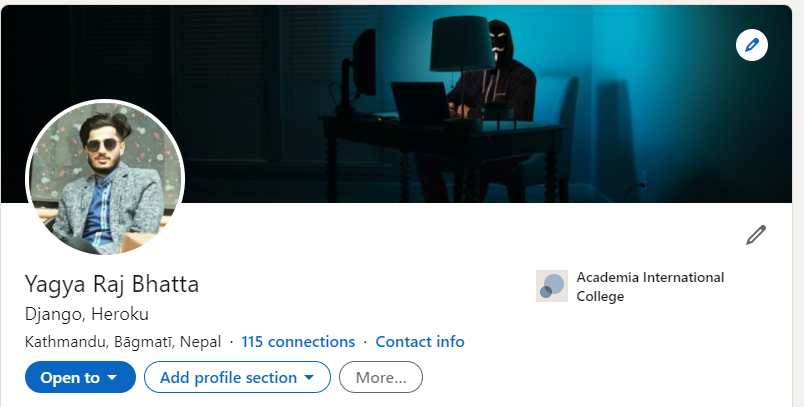 Yagya Raj Bhatta
Django, Heroku
Kathmandu, Bāgmatī, Nepal · 115 connections · Contact info
Open to
Add profile section
More...
Academia International
College